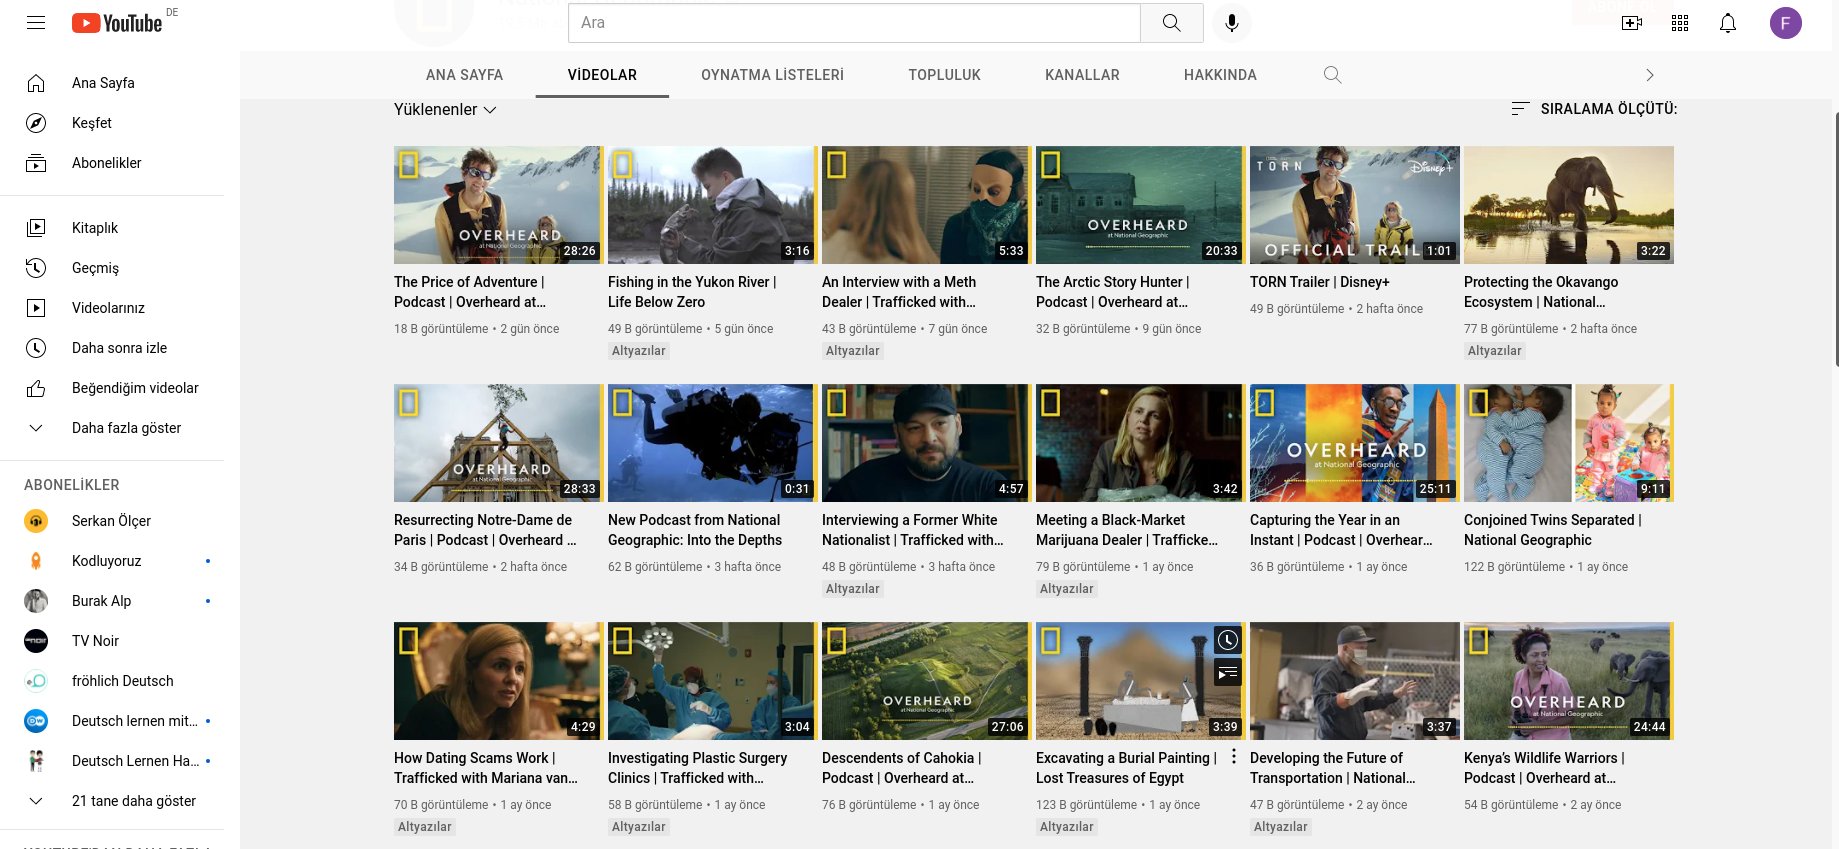 YouTube DE
Ara
F
Ana Sayfa
Keşfet
Abonelikler
Kitaplık
Geçmiş
Videolarınız
Daha sonra izle
Beğendiğim videolar
Daha fazla göster
ABONELİKLER
Serkan Ölçer
Kodluyoruz
Burak Alp
TV Noir
fröhlich Deutsch
Deutsch lernen mit...
Deutsch Lernen Ha...
21 tane daha göster
ANA SAYFA VİDEOLAR OYNATMA LİSTELERİ TOPLULUK KANALLAR HAKKINDA
Yüklenenler
SIRALAMA ÖLÇÜTÜ:
OVERHEARD
at National Geographic
28:26
The Price of Adventure |
Podcast | Overheard at...
18 B görüntüleme • 2 gün önce
3:16
Fishing in the Yukon River |
Life Below Zero
49 B görüntüleme • 5 gün önce
Altyazılar
5:33
An Interview with a Meth
Dealer | Trafficked with...
43 B görüntüleme • 7 gün önce
Altyazılar
OVERHEARD
at National Geographic
20:33
The Arctic Story Hunter |
Podcast | Overheard at...
32 B görüntüleme • 9 gün önce
TORN
Disney+
OFFICIAL TRAIL
1:01
TORN Trailer | Disney+
49 B görüntüleme • 2 hafta önce
3:22
Protecting the Okavango
Ecosystem | National...
77 B görüntüleme • 2 hafta önce
Altyazılar
OVERHEARD
at National Geographic
28:33
Resurrecting Notre-Dame de
Paris | Podcast | Overheard ...
34 B görüntüleme • 2 hafta önce
0:31
New Podcast from National
Geographic: Into the Depths
62 B görüntüleme • 3 hafta önce
4:57
Interviewing a Former White
Nationalist | Trafficked with...
48 B görüntüleme • 3 hafta önce
Altyazılar
3:42
Meeting a Black-Market
Marijuana Dealer | Trafficke...
79 B görüntüleme • 1 ay önce
Altyazılar
OVERHEARD
at National Geographic
25:11
Capturing the Year in an
Instant | Podcast | Overhear...
36 B görüntüleme • 1 ay önce
9:11
Conjoined Twins Separated |
National Geographic
122 B görüntüleme • 1 ay önce
4:29
How Dating Scams Work |
Trafficked with Mariana van...
70 B görüntüleme • 1 ay önce
Altyazılar
3:04
Investigating Plastic Surgery
Clinics | Trafficked with...
58 B görüntüleme • 1 ay önce
Altyazılar
OVERHEARD
at National Geographic
27:06
Descendents of Cahokia |
Podcast | Overheard at...
76 B görüntüleme • 1 ay önce
3:39
Excavating a Burial Painting |
Lost Treasures of Egypt
123 B görüntüleme • 1 ay önce
Altyazılar
3:37
Developing the Future of
Transportation | National...
47 B görüntüleme • 2 ay önce
Altyazılar
OVERHEARD
at National Geographic
24:44
Kenya’s Wildlife Warriors |
Podcast | Overheard at...
54 B görüntüleme • 2 ay önce